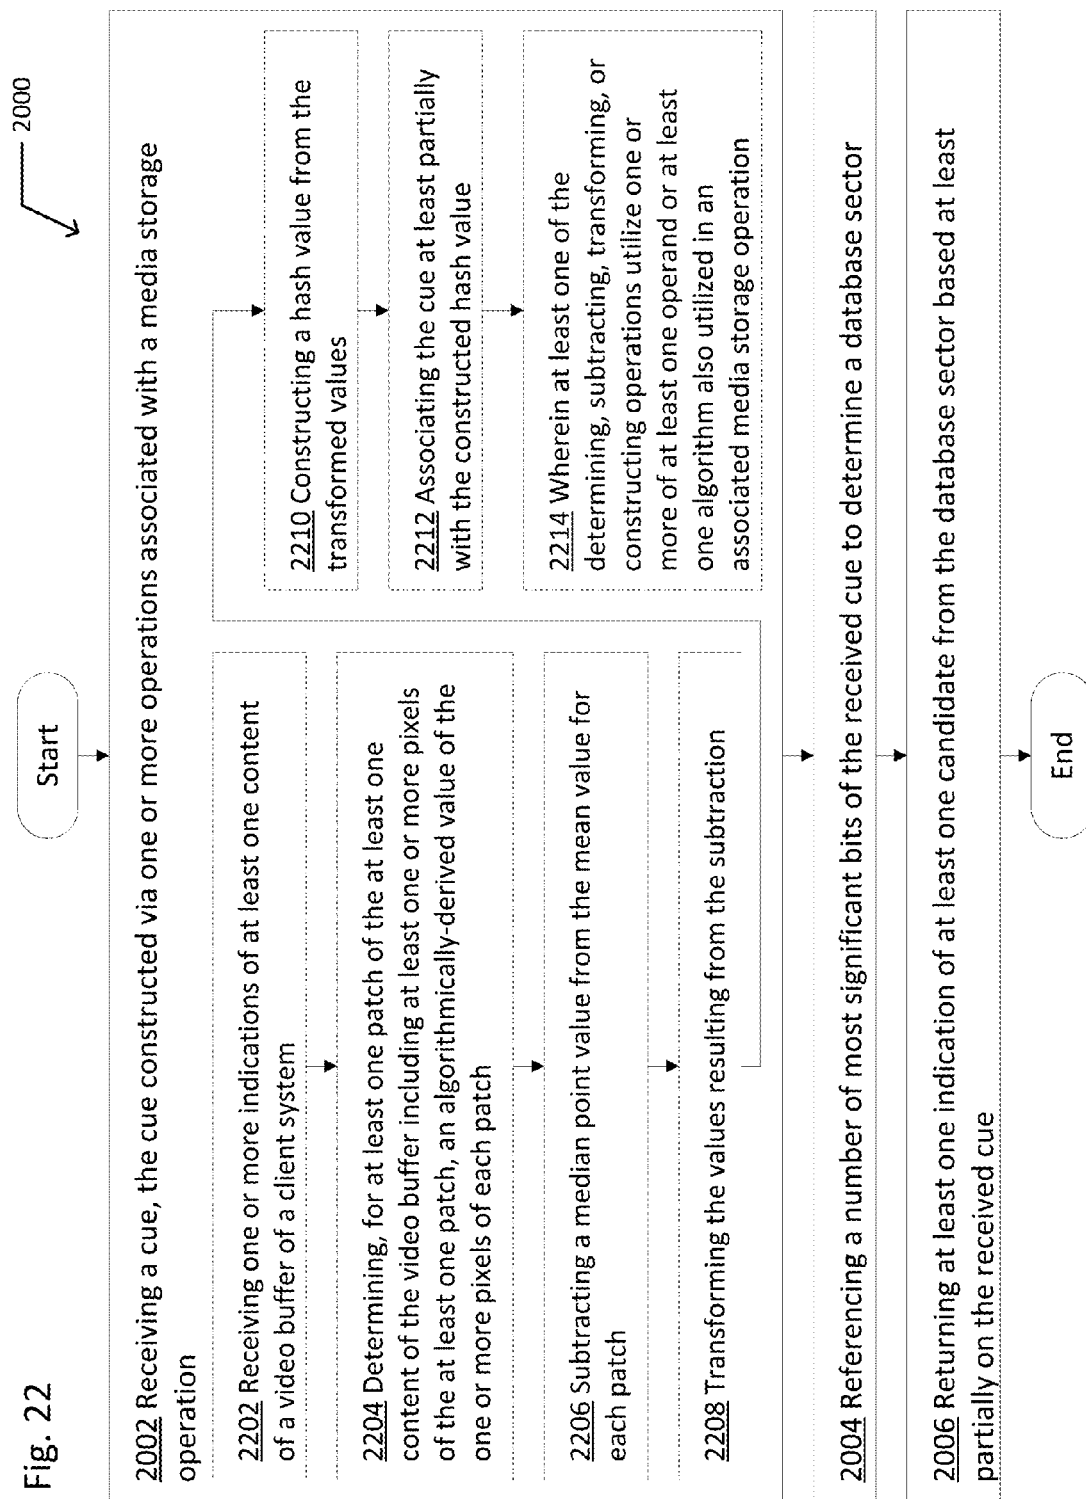 Fig. 22
2000
Start
2002 Receiving a cue, the cue constructed via one or more operations associated with a media storage
operation
2202 Receiving one or more indications of at least one content
of a video buffer of a client system
2204 Determining, for at least one patch of the at least one
content of the video buffer including at least one or more pixels
of the at least one patch, an algorithmically-derived value of the
one or more pixels of each patch
2206 Subtracting a median point value from the mean value for
each patch
2208 Transforming the values resulting from the subtraction
2210 Constructing a hash value from the
transformed values
2212 Associating the cue at least partially
with the constructed hash value
2214 Wherein at least one of the
determining, subtracting, transforming, or
constructing operations utilize one or
more of at least one operand or at least
one algorithm also utilized in an
associated media storage operation
2004 Referencing a number of most significant bits of the received cue to determine a database sector
2006 Returning at least one indication of at least one candidate from the database sector based at least
partially on the received cue
End